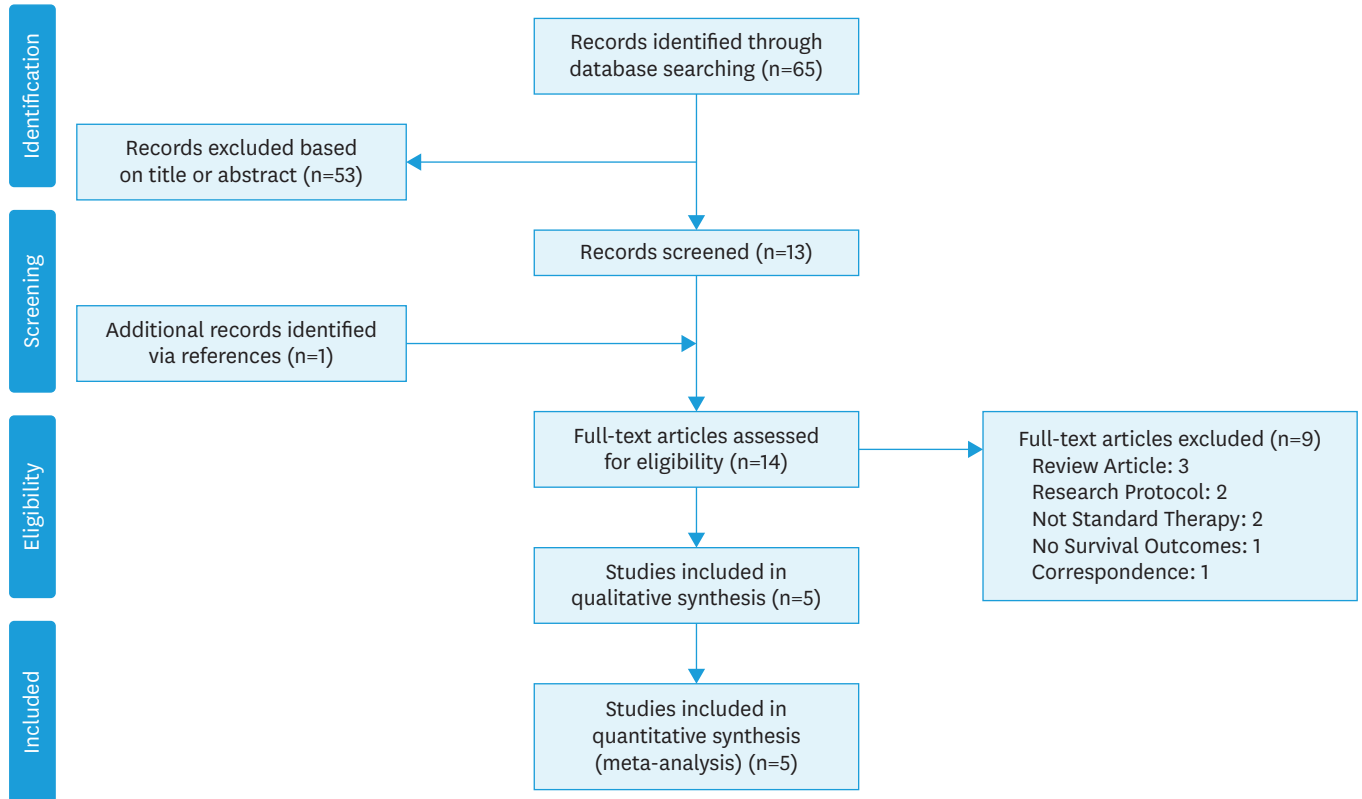 Identification
Records identified through
database searching (n=65)
Records excluded based
on title or abstract (n=53)
Screening
Records screened (n=13)
Additional records identified
via references (n=1)
Eligibility
Full-text articles assessed
for eligibility (n=14)
Full-text articles excluded (n=9)
Review Article: 3
Research Protocol: 2
Not Standard Therapy: 2
No Survival Outcomes: 1
Correspondence: 1
Studies included in
qualitative synthesis (n=5)
Included
Studies included in
quantitative synthesis
(meta-analysis) (n=5)